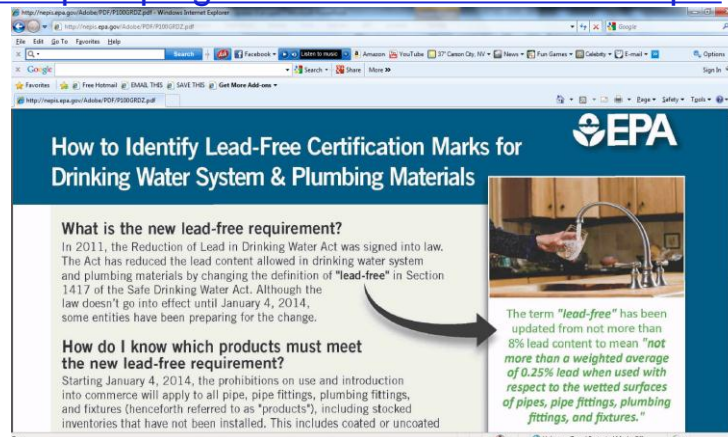 http://nepis.epa.gov/Adobe/PDF/P100GRDZ.pdf - Windows Internet Explorer
http://nepis.epa.gov/Adobe/PDF/P100GRDZ.pdf
Google
File Edit Go To Favorites Help
Search Facebook Listen to music Amazon YouTube 37° Carson City, NV News Fun Games Celebrity E-mail Options
Google Search Share More >> Sign In
Favorites Free Hotmail EMAIL THIS SAVE THIS Get More Add-ons
http://nepis.epa.gov/Adobe/PDF/P100GRDZ.pdf Page Safety Tools
EPA
How to Identify Lead-Free Certification Marks for
Drinking Water System & Plumbing Materials
What is the new lead-free requirement?
In 2011, the Reduction of Lead in Drinking Water Act was signed into law.
The Act has reduced the lead content allowed in drinking water system
and plumbing materials by changing the definition of "lead-free" in Section
1417 of the Safe Drinking Water Act. Although the
law doesn't go into effect until January 4, 2014,
some entities have been preparing for the change.
How do I know which products must meet
the new lead-free requirement?
Starting January 4, 2014, the prohibitions on use and introduction
into commerce will apply to all pipe, pipe fittings, plumbing fittings,
and fixtures (henceforth referred to as "products"), including stocked
inventories that have not been installed. This includes coated or uncoated
The term "lead-free" has been
updated from not more than
8% lead content to mean "not
more than a weighted average
of 0.25% lead when used with
respect to the wetted surfaces
of pipes, pipe fittings, plumbing
fittings, and fixtures."